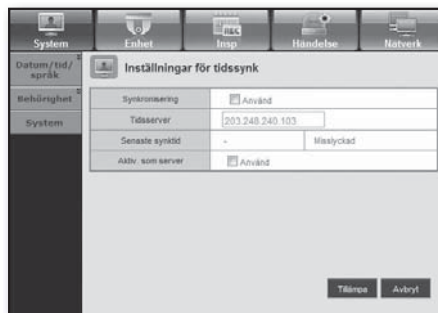 System Enhet Insp Händelse Nätverk
Datum/tid/
språk
Behörighet
System
Inställningar för tidssynk
Synkronisering Använd
Tidsserver 203.248.240.103
Senaste synktid - Misslyckad
Aktiv. som server Använd
Tillämpa Avbryt